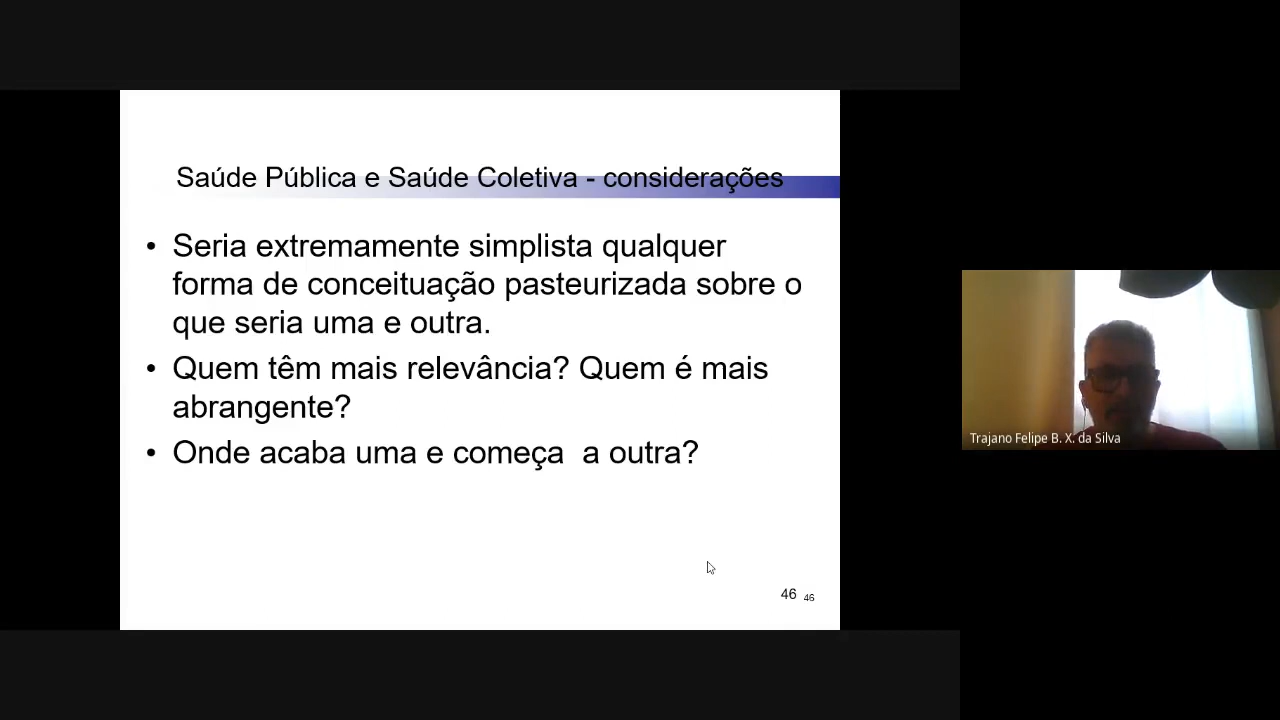 Saúde Pública e Saúde Coletiva - considerações
• Seria extremamente simplista qualquer
forma de conceituação pasteurizada sobre o
que seria uma e outra.
• Quem têm mais relevância? Quem é mais
abrangente?
• Onde acaba uma e começa  a outra?
46 46
Trajano Felipe B. X. da Silva